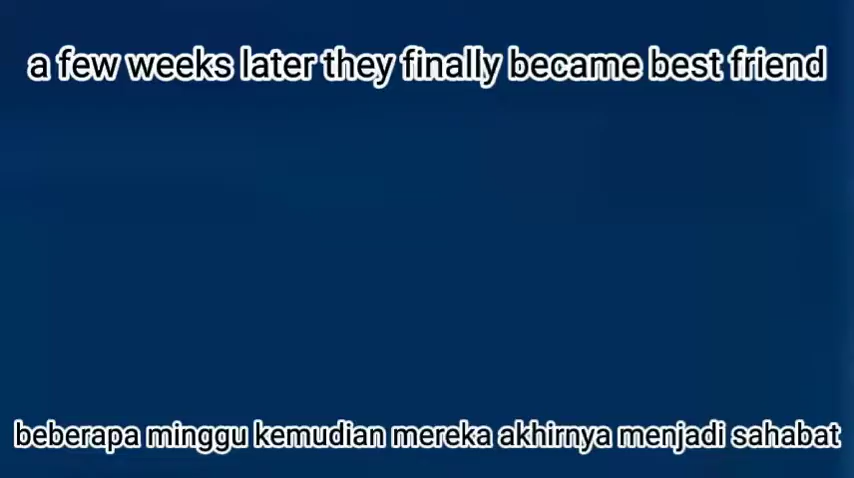 a few weeks later they finally became best friend
beberapa minggu kemudian mereka akhirnya menjadi sahabat